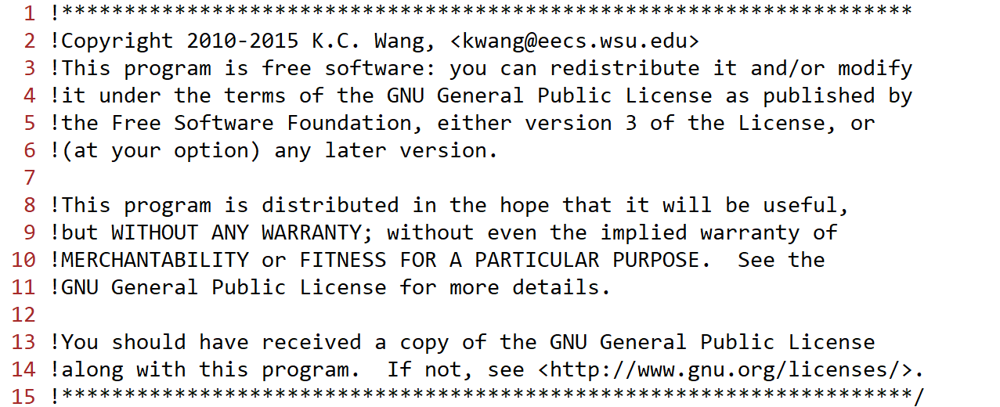 1 !********************************************************************
2 !Copyright 2010-2015 K.C. Wang, <kwang@eecs.wsu.edu>
3 !This program is free software: you can redistribute it and/or modify
4 !it under the terms of the GNU General Public License as published by
5 !the Free Software Foundation, either version 3 of the License, or
6 !(at your option) any later version.
7
8 !This program is distributed in the hope that it will be useful,
9 !but WITHOUT ANY WARRANTY; without even the implied warranty of
10 !MERCHANTABILITY or FITNESS FOR A PARTICULAR PURPOSE.  See the
11 !GNU General Public License for more details.
12
13 !You should have received a copy of the GNU General Public License
14 !along with this program.  If not, see <http://www.gnu.org/licenses/>.
15 !********************************************************************/